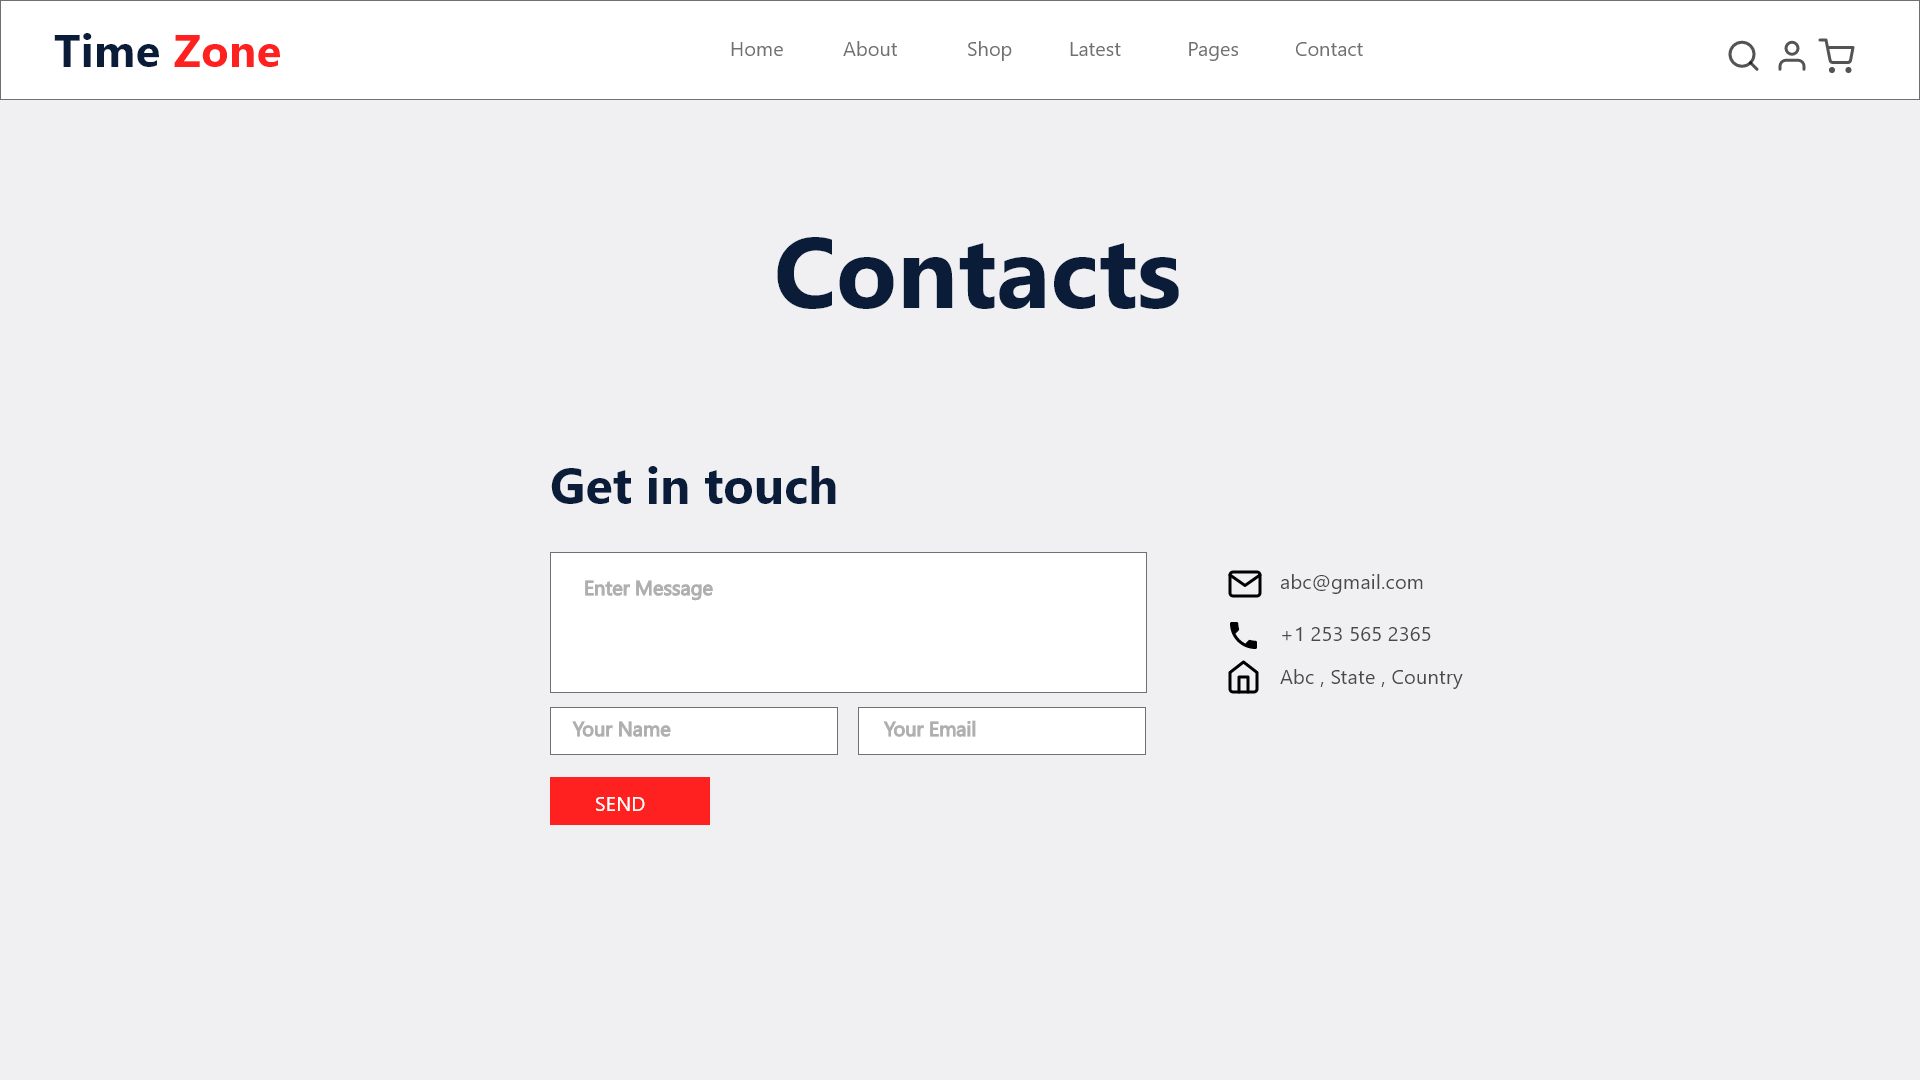 Time Zone
Home About Shop Latest Pages Contact
Contacts
Get in touch
Enter Message
Your Name
Your Email
SEND
abc@gmail.com
+1 253 565 2365
Abc , State , Country